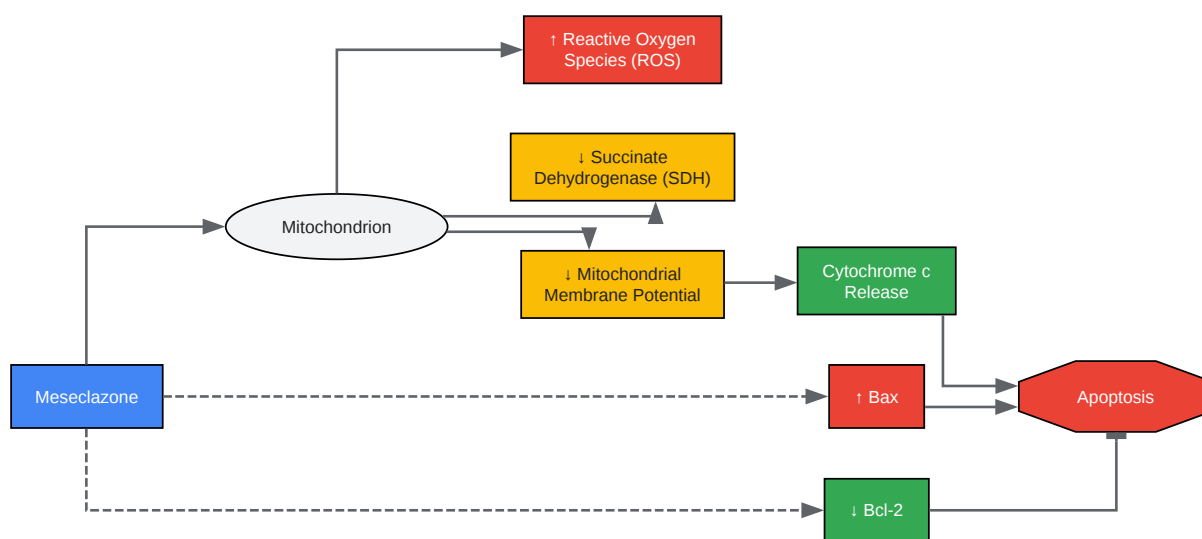 ↑ Reactive Oxygen
Species (ROS)
↓ Succinate
Dehydrogenase (SDH)
Mitochondrion
↓ Mitochondrial
Membrane Potential
Cytochrome c
Release
Meseclazone
↑ Bax
Apoptosis
↓ Bcl-2